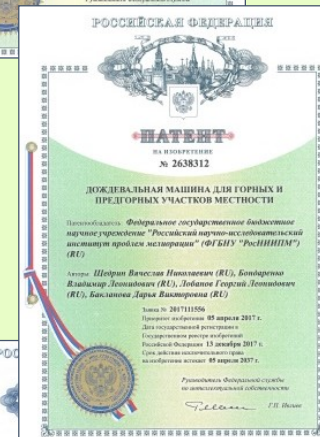 РОССИЙСКАЯ ФЕДЕРАЦИЯ
ПАТЕНТ
НА ИЗОБРЕТЕНИЕ
№ 2638312
ДОЖДЕВАЛЬНАЯ МАШИНА ДЛЯ ГОРНЫХ И
ПРЕДГОРНЫХ УЧАСТКОВ МЕСТНОСТИ
Патентообладатель: Федеральное государственное бюджетное
научное учреждение "Российский научно-исследовательский
институт проблем мелиорации" (ФГБНУ "РосНИИПМ")
(RU)
Авторы: Щедрин Вячеслав Николаевич (RU), Бондаренко
Владимир Леонидович (RU), Лобанов Георгий Леонидович
(RU), Бакланова Дарья Викторовна (RU)
Заявка № 2017111556
Приоритет изобретения 05 апреля 2017 г.
Дата государственной регистрации в
Государственном реестре изобретений
Российской Федерации 13 декабря 2017 г.
Срок действия исключительного права
на изобретение истекает 05 апреля 2037 г.
Руководитель Федеральной службы
по интеллектуальной собственности
Г.П. Ивлиев